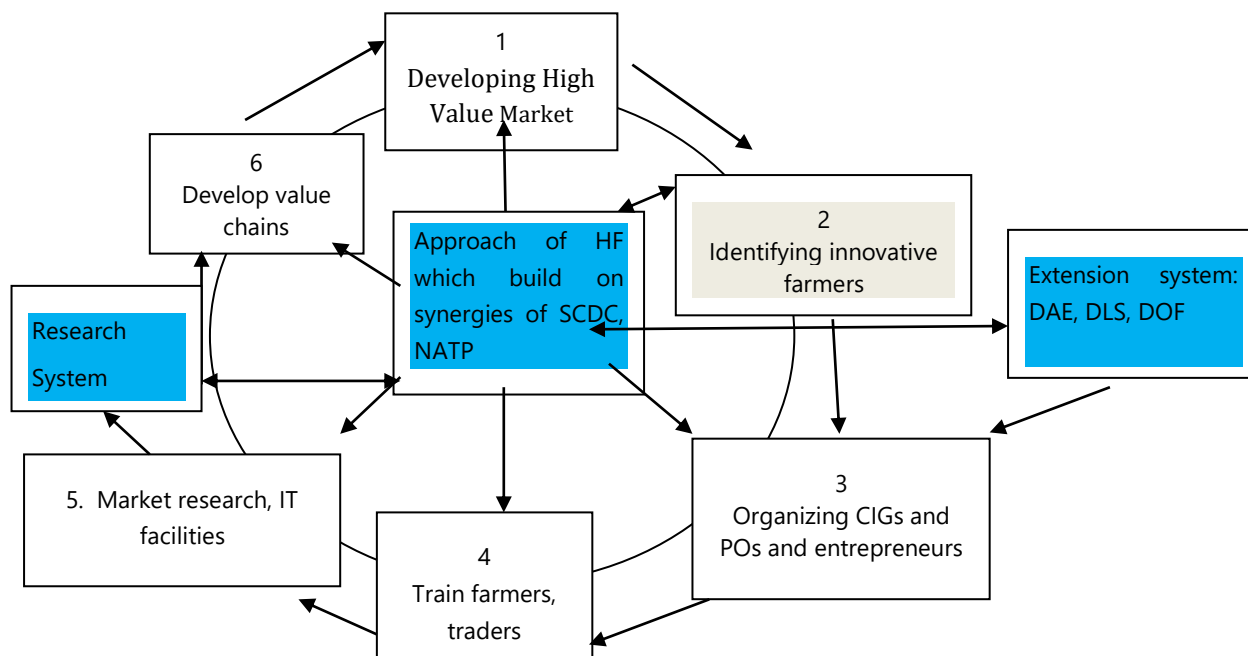 1
Developing High
Value Market
6
Develop value
chains
Approach of HF
which build on
synergies of SCDC,
NATP
2
Identifying innovative
farmers
Extension system:
DAE, DLS, DOF
Research
System
5. Market research, IT
facilities
4
Train farmers,
traders
3
Organizing CIGs and
POs and entrepreneurs